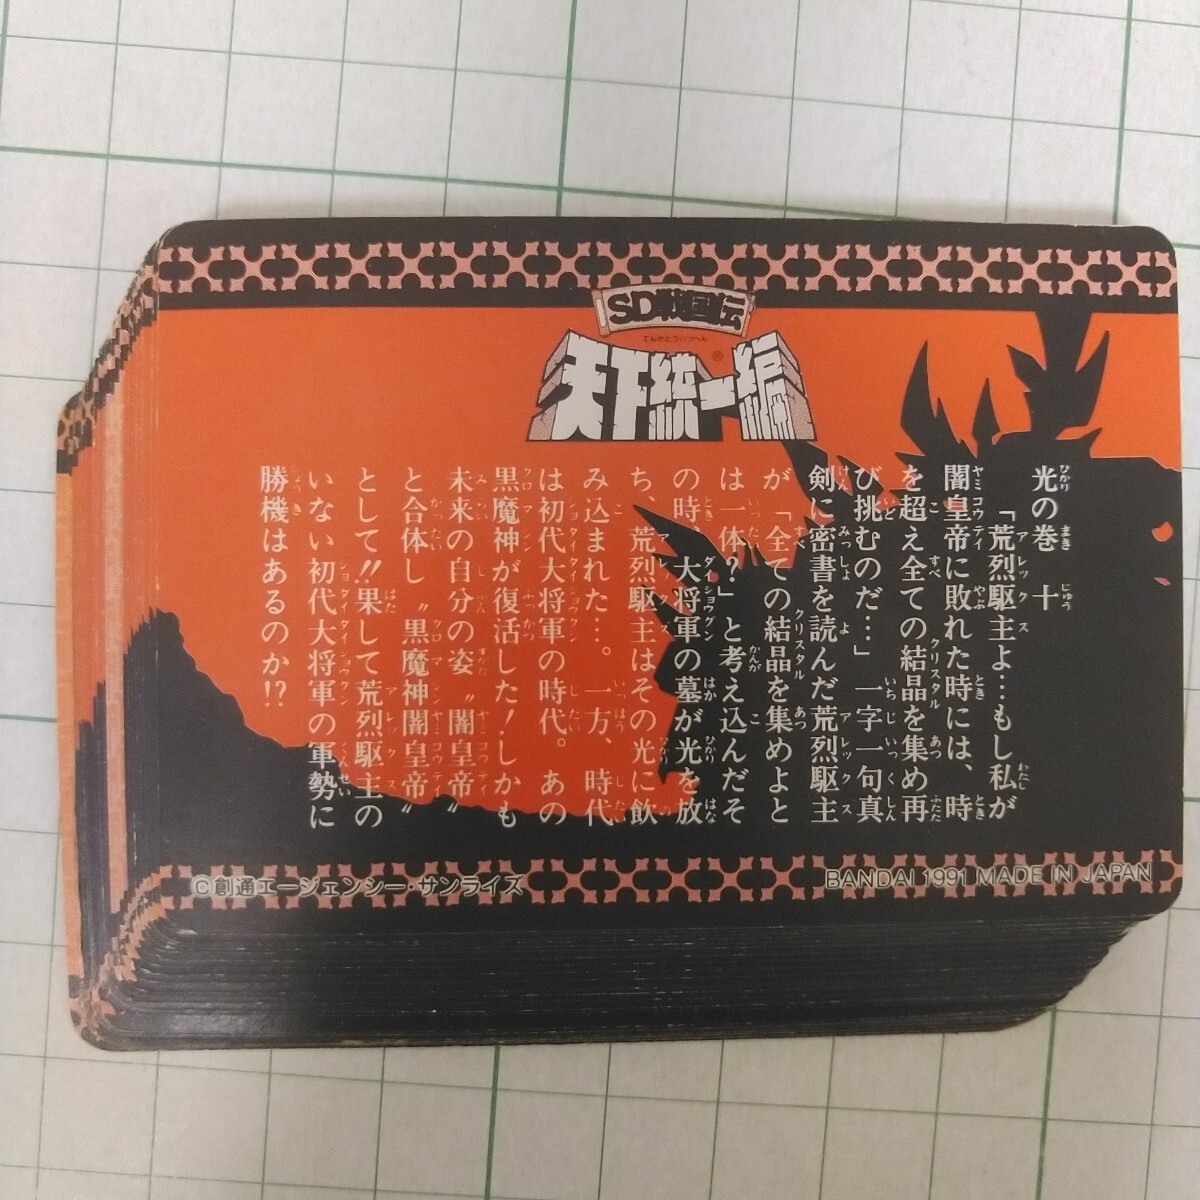 SD戦国伝
てんかとういつへん
天下統一編
光の巻 十
「荒烈駆主よ…もし私が
闇皇帝に敗れた時には、時
を超え全ての結晶を集め再
び挑むのだ…」一字一句真
剣に密書を読んだ荒烈駆主
が「全ての結晶を集めよと
は一体?」と考え込んだそ
の時、大将軍の墓が光を放
ち、荒烈駆主はその光に飲
み込まれた…。一方、時代
は初代大将軍の時代。あの
黒魔神が復活した!しかも
未来の自分の姿〝闇皇帝〟
と合体し〝黒魔神闇皇帝〟
として!!果して荒烈駆主の
いない初代大将軍の軍勢に
勝機はあるのか!?
©創通エージェンシー・サンライズ
BANDAI 1991 MADE IN JAPAN